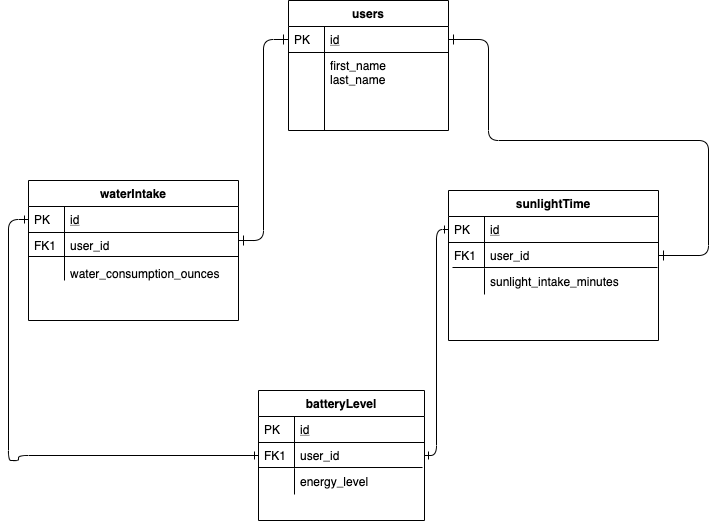 users
PK id
first_name
last_name
waterIntake
PK id
FK1 user_id
water_consumption_ounces
sunlightTime
PK id
FK1 user_id
sunlight_intake_minutes
batteryLevel
PK id
FK1 user_id
energy_level